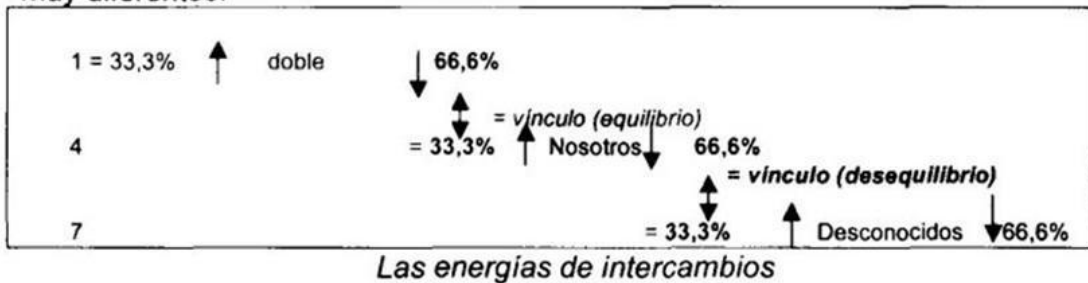 muy diferentes.
1 = 33,3% doble 66,6%
= vínculo (equilibrio)
4 = 33,3% Nosotros 66,6%
= vínculo (desequilibrio)
7 = 33,3% Desconocidos 66,6%
Las energías de intercambios